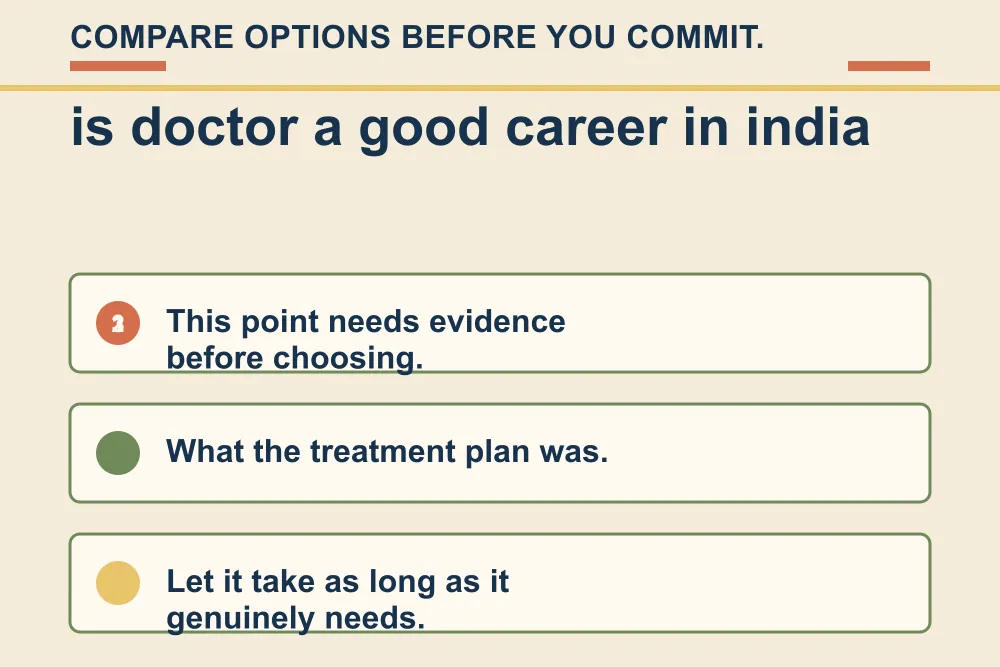 COMPARE OPTIONS BEFORE YOU COMMIT.
is doctor a good career in india
This point needs evidence
before choosing.
What the treatment plan was.
Let it take as long as it
genuinely needs.